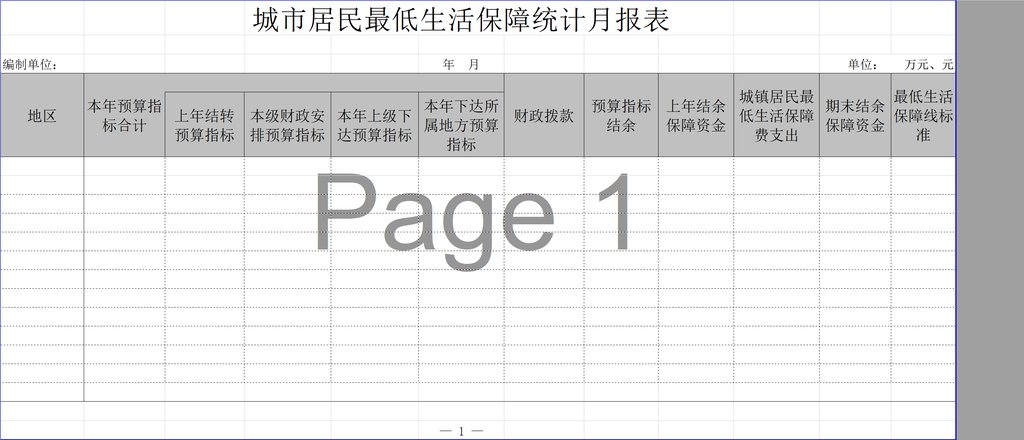 城市居民最低生活保障统计月报表
编制单位: 年 月 单位: 万元、元
地区
本年预算指
标合计
上年结转
预算指标
本级财政安
排预算指标
本年上级下
达预算指标
本年下达所
属地方预算
指标
财政拨款
预算指标
结余
上年结余
保障资金
城镇居民最
低生活保障
费支出
期末结余
保障资金
最低生活
保障线标
准
Page 1
— 1 —